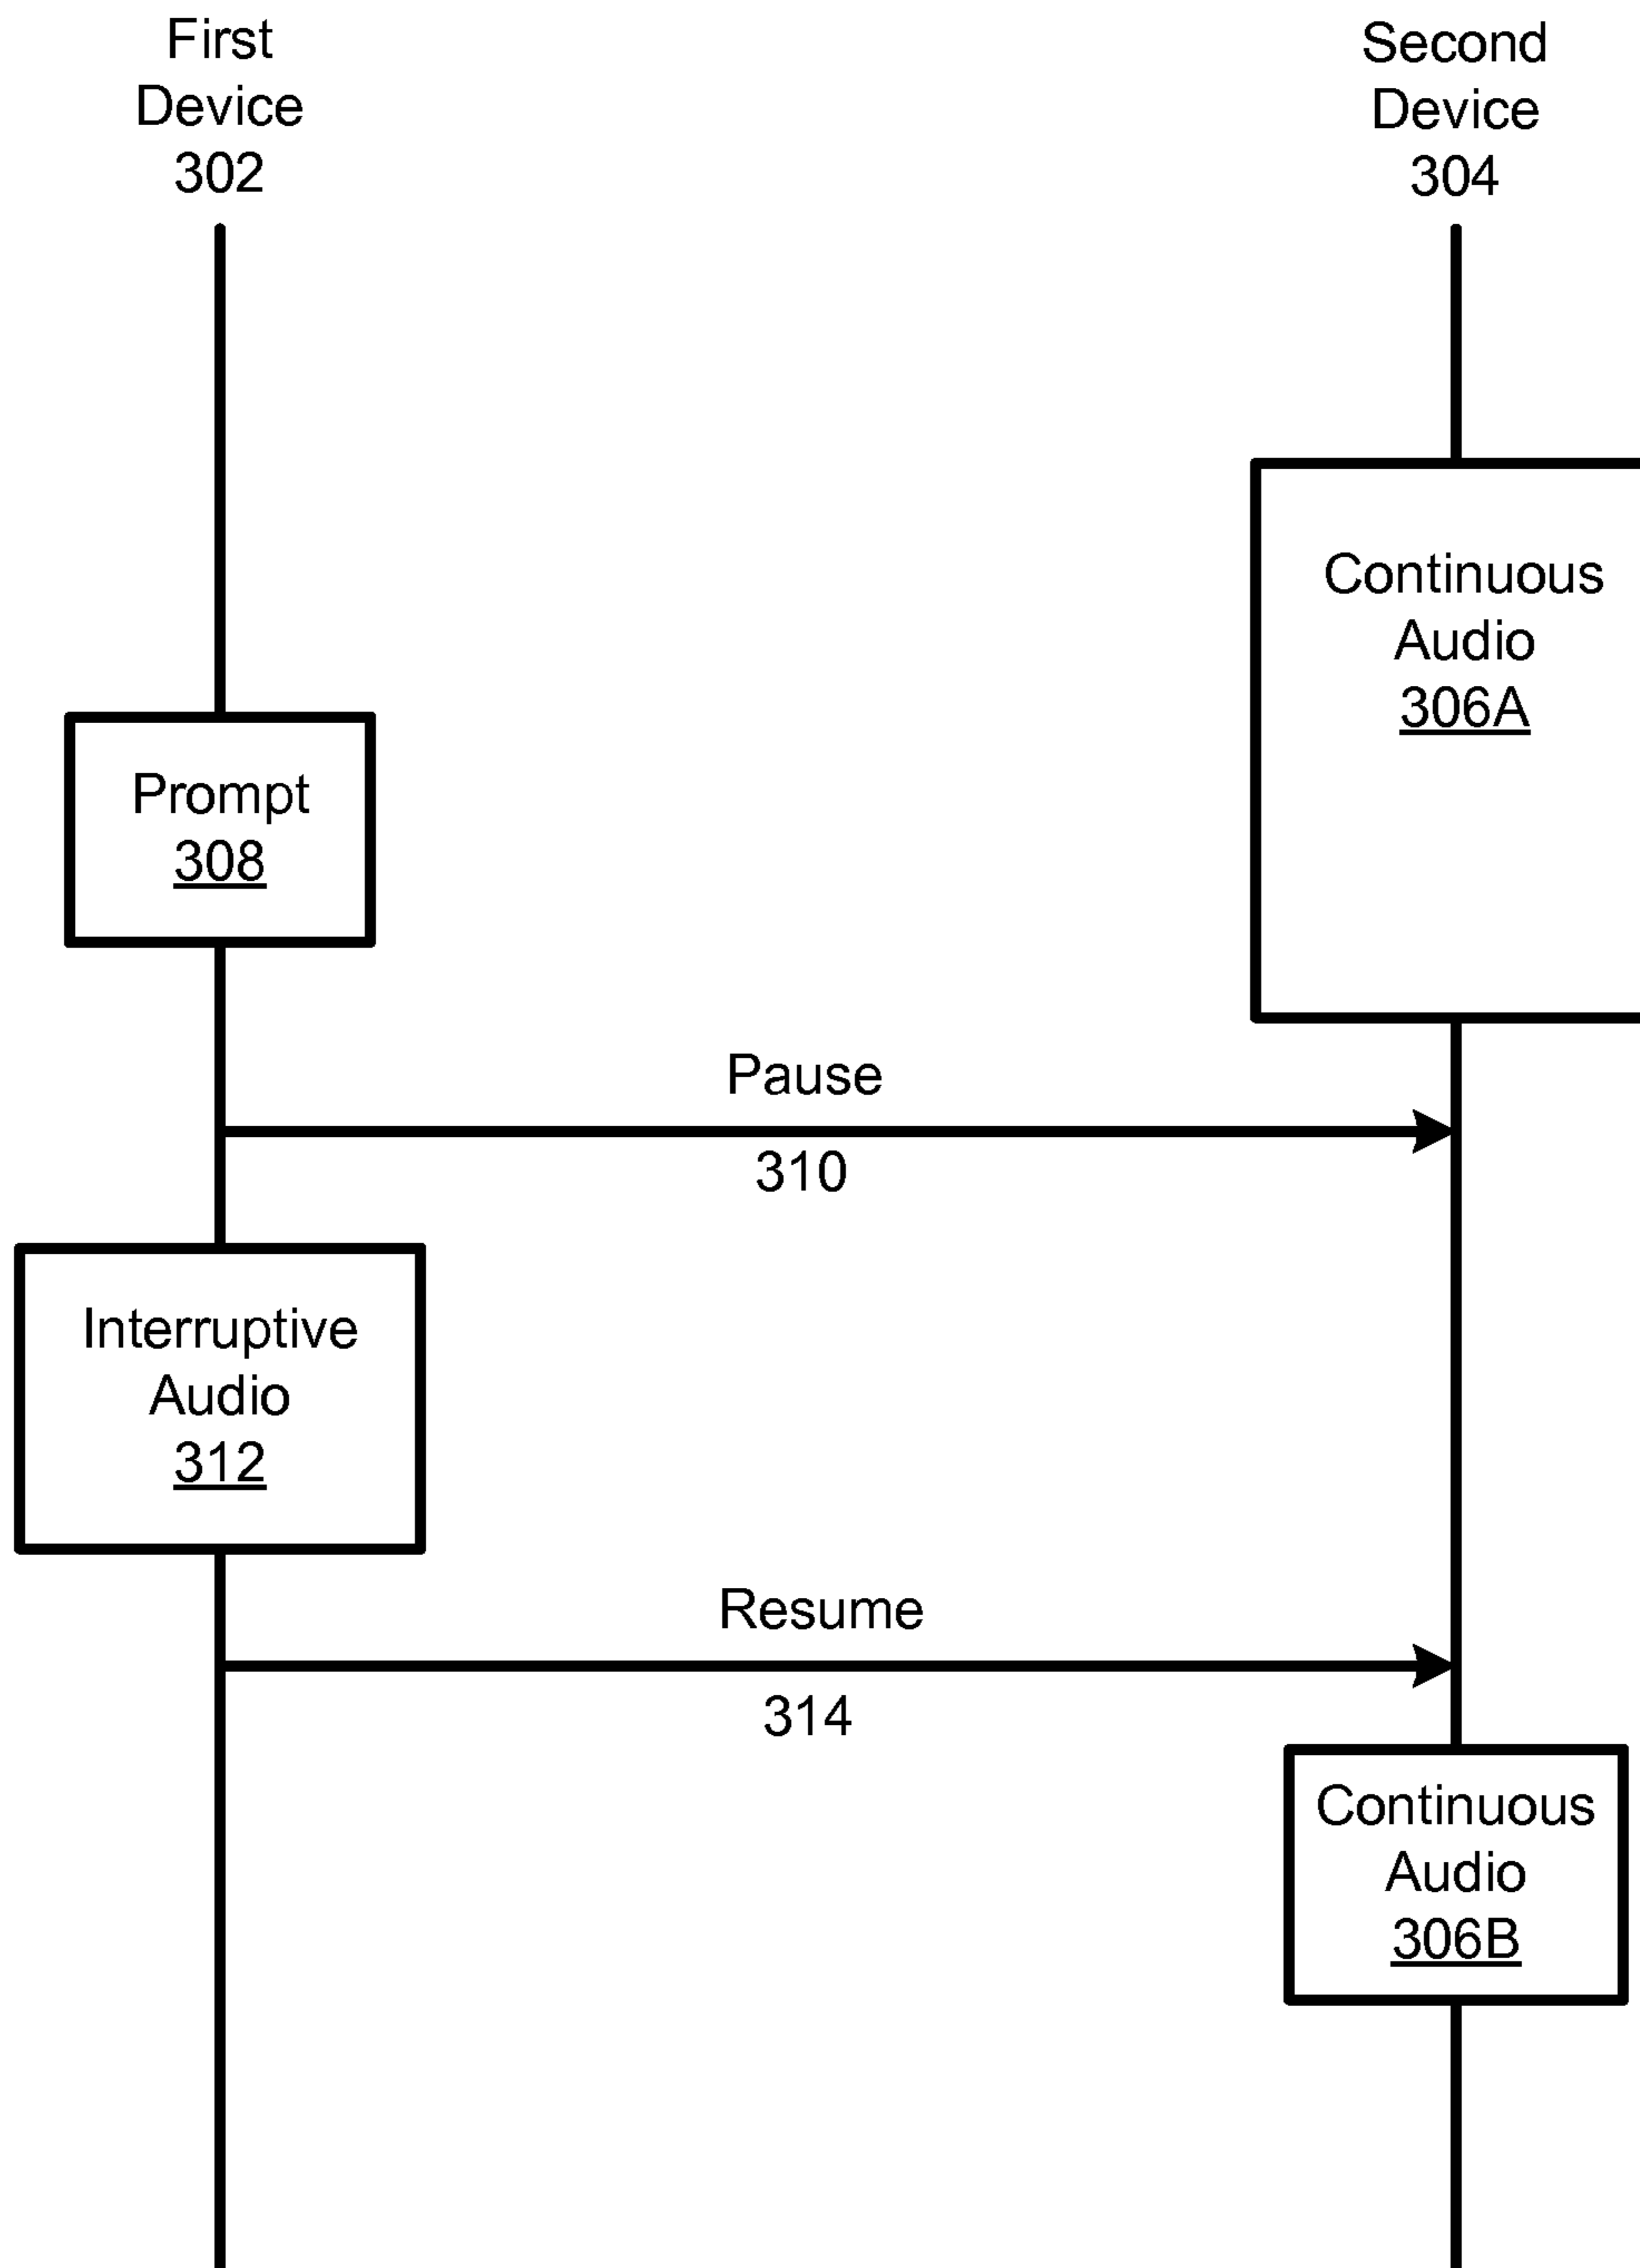 First
Device
302
Second
Device
304
Continuous
Audio
306A
Prompt
308
Pause
310
Interruptive
Audio
312
Resume
314
Continuous
Audio
306B